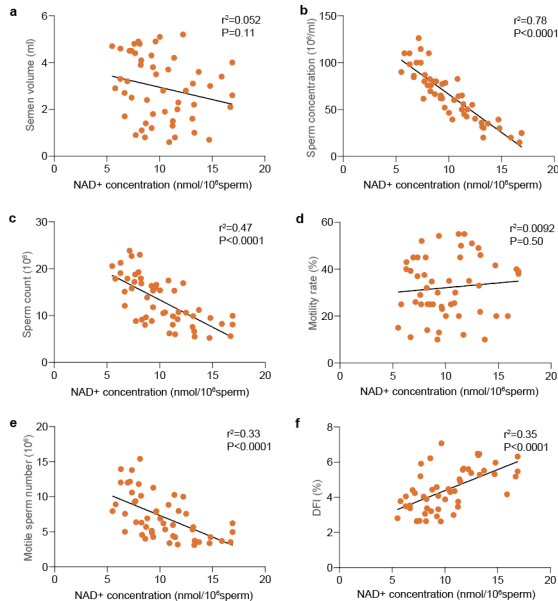 a
r²=0.052
P=0.11
Semen volume (ml)
6
4
2
0
0 5 10 15 20
NAD+ concentration (nmol/10⁶sperm)
b
r²=0.78
P<0.0001
Sperm concentration (10⁶/ml)
150
100
50
0
0 5 10 15 20
NAD+ concentration (nmol/10⁶sperm)
c
r²=0.47
P<0.0001
Sperm count (10⁶)
30
20
10
0
0 5 10 15 20
NAD+ concentration (nmol/10⁶sperm)
d
r²=0.0092
P=0.50
Motility rate (%)
60
40
20
0
0 5 10 15 20
NAD+ concentration (nmol/10⁶sperm)
e
r²=0.33
P<0.0001
Motile sperm number (10⁶)
20
15
10
5
0
0 5 10 15 20
NAD+ concentration (nmol/10⁶sperm)
f
r²=0.35
P<0.0001
DFI (%)
8
6
4
2
0
0 5 10 15 20
NAD+ concentration (nmol/10⁶sperm)